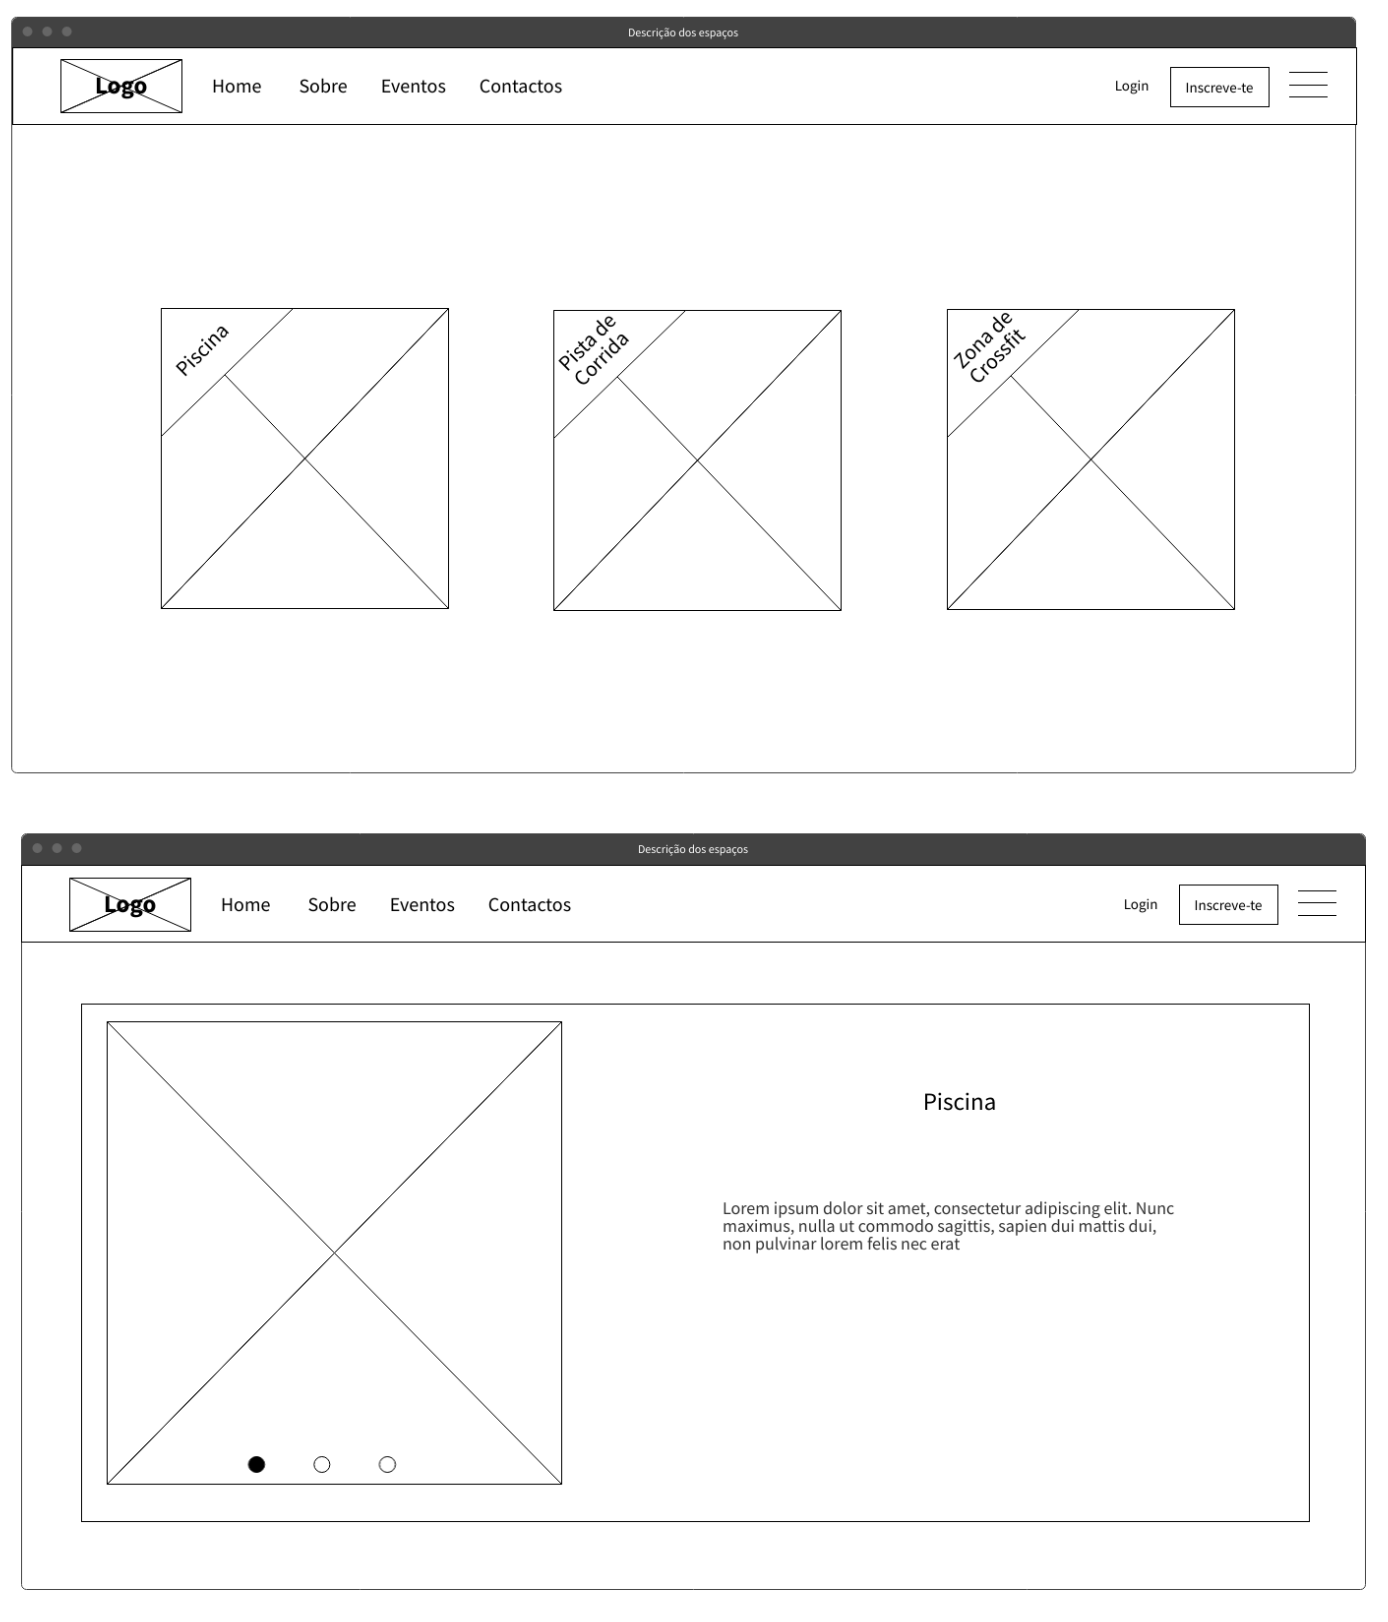 Descrição dos espaços
Logo Home Sobre Eventos Contactos Login Inscreve-te
Piscina
Pista de
Corrida
Zona de
Crossfit
Descrição dos espaços
Logo Home Sobre Eventos Contactos Login Inscreve-te
Piscina
Lorem ipsum dolor sit amet, consectetur adipiscing elit. Nunc
maximus, nulla ut commodo sagittis, sapien dui mattis dui,
non pulvinar lorem felis nec erat